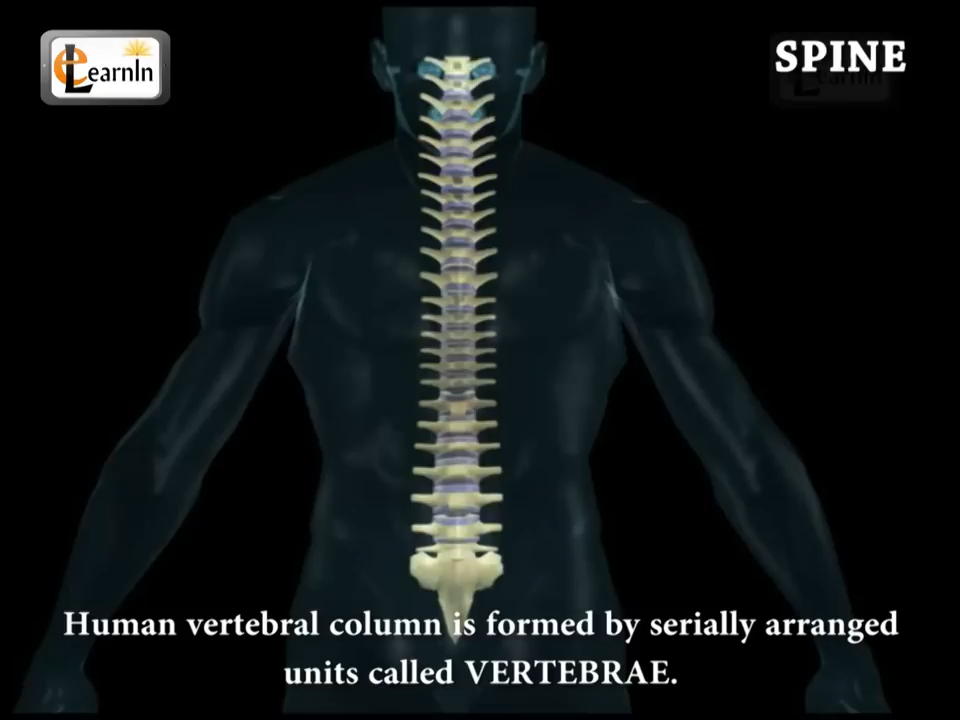 eLearnIn
SPINE
Human vertebral column is formed by serially arranged
units called VERTEBRAE.